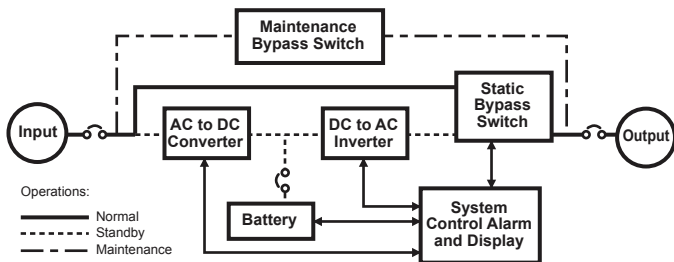 Maintenance
Bypass Switch
Static
Bypass
Switch
Input
AC to DC
Converter
DC to AC
Inverter
Output
Operations:
Normal
Standby
Maintenance
Battery
System
Control Alarm
and Display